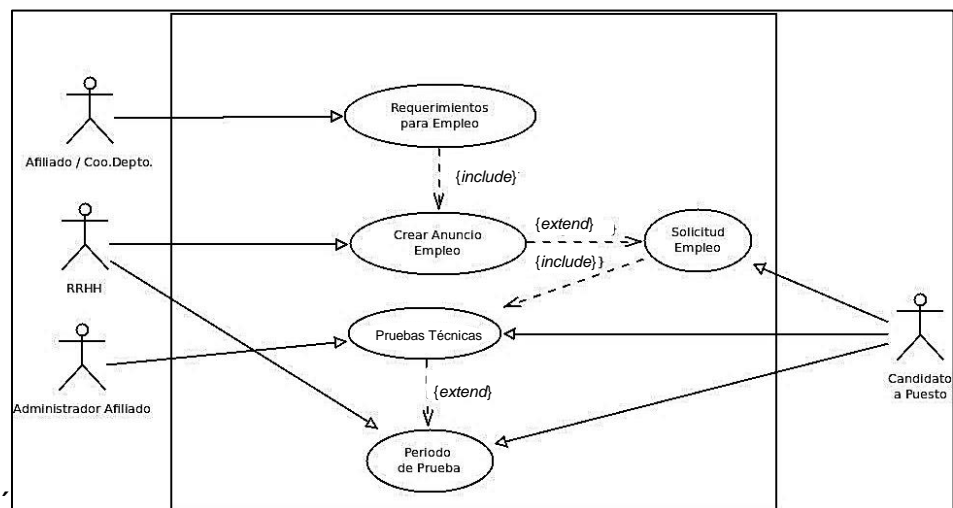 Requerimientos
para Empleo
Afiliado / Coo.Depto.
{include}
{extend} }
Solicitud
Empleo
Crear Anuncio
Empleo
{include} }
RRHH
Pruebas Técnicas
Candidato
a Puesto
{extend}
Administrador Afiliado
Periodo
de Prueba